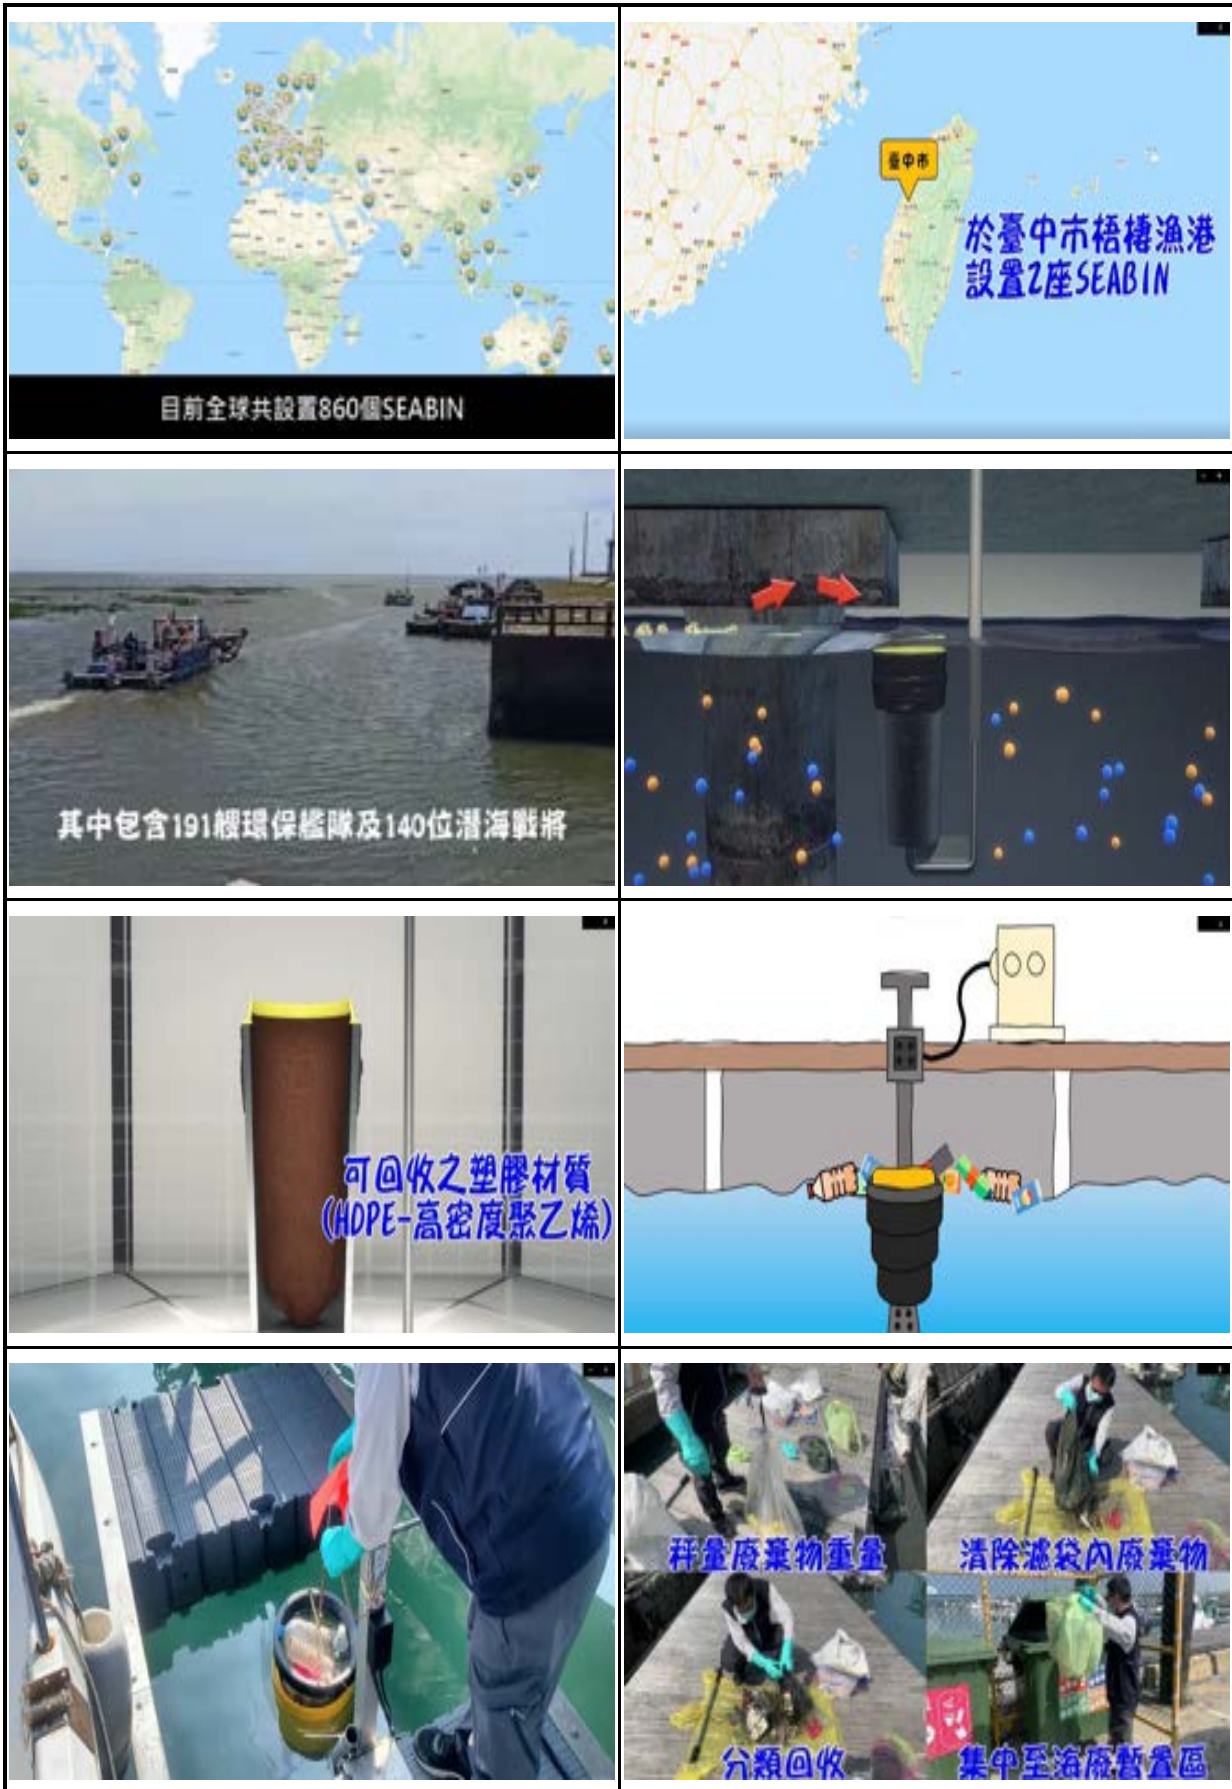 目前全球共設置860個SEABIN
臺中市
於臺中市梧棲漁港
設置2座SEABIN
其中包含191艘環保艦隊及140位潛海戰將
可回收之塑膠材質
(HDPE-高密度聚乙烯)
秤量廢棄物重量
清除濾袋內廢棄物
分類回收
集中至海廢暫置區